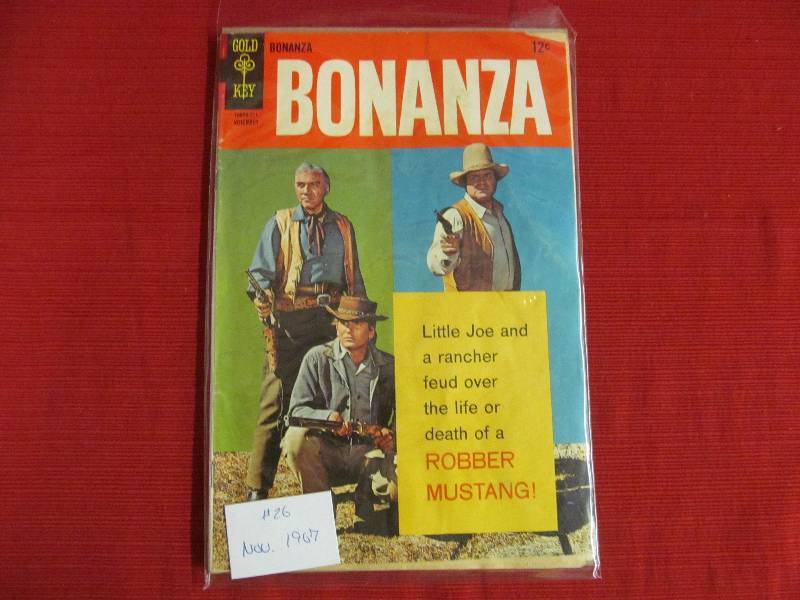 GOLD
KEY
BONANZA
12¢
NOVEMBER
BONANZA
Little Joe and
a rancher
feud over
the life or
death of a
ROBBER
MUSTANG!
#26
Nov. 1967